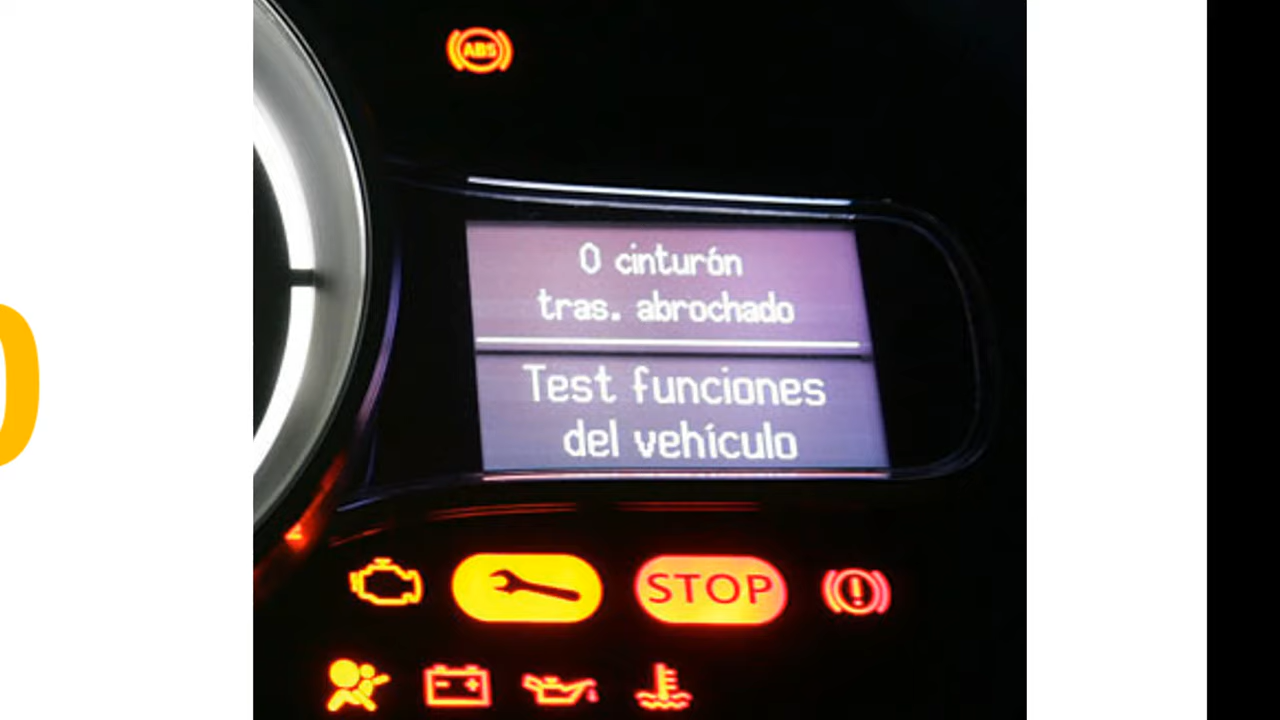 ABS
0 cinturón
tras. abrochado
Test funciones
del vehículo
STOP